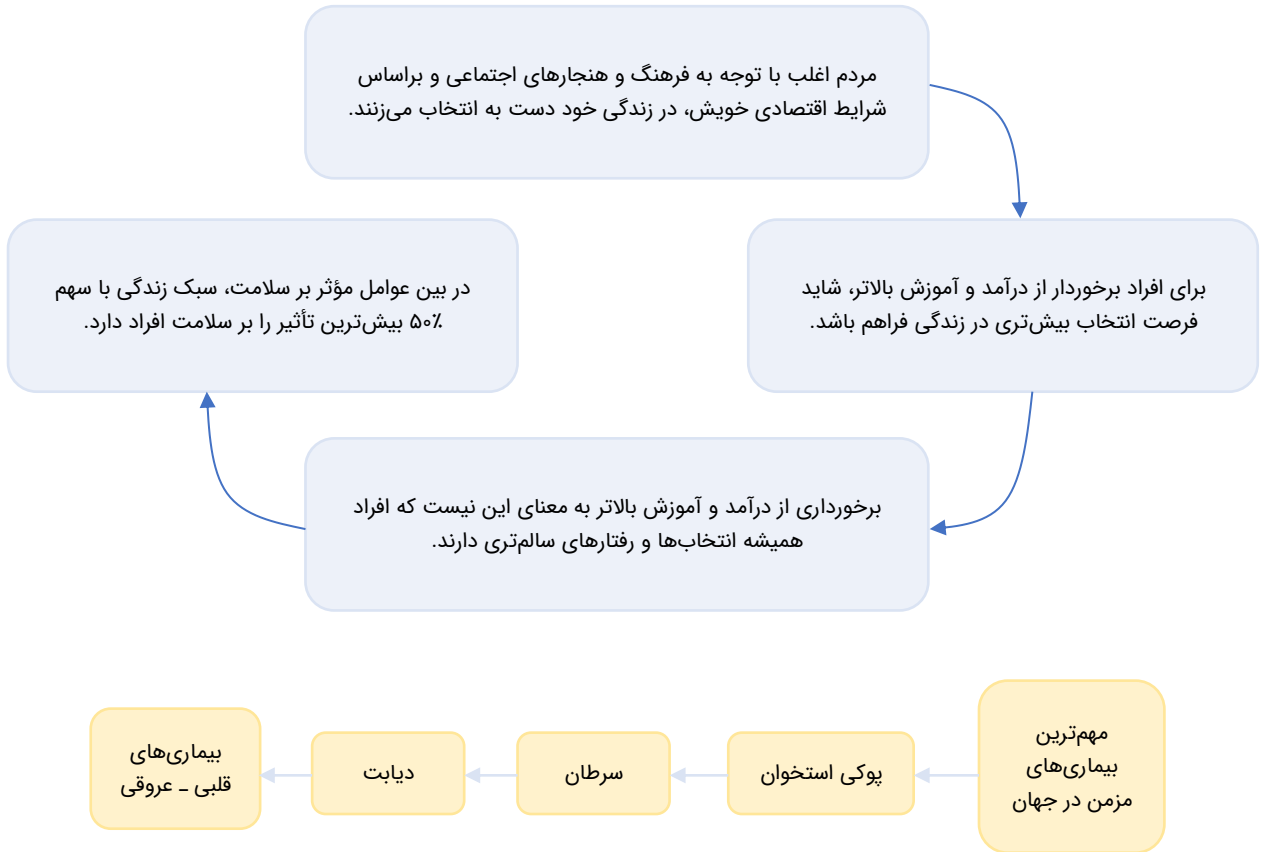 مردم اغلب با توجه به فرهنگ و هنجارهای اجتماعی و براساس
شرایط اقتصادی خویش، در زندگی خود دست به انتخاب می‌زنند.
برای افراد برخوردار از درآمد و آموزش بالاتر، شاید
فرصت انتخاب بیش‌تری در زندگی فراهم باشد.
برخورداری از درآمد و آموزش بالاتر به معنای این نیست که افراد
همیشه انتخاب‌ها و رفتارهای سالم‌تری دارند.
در بین عوامل مؤثر بر سلامت، سبک زندگی با سهم
۵۰٪ بیش‌ترین تأثیر را بر سلامت افراد دارد.
مهم‌ترین
بیماری‌های
مزمن در جهان
پوکی استخوان
سرطان
دیابت
بیماری‌های
قلبی ـ عروقی